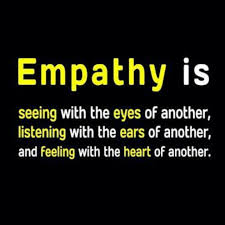 Empathy is
seeing with the eyes of another,
listening with the ears of another,
and feeling with the heart of another.